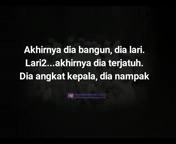 Akhirnya dia bangun, dia lari.
Lari2...akhirnya dia terjatuh.
Dia angkat kepala, dia nampak